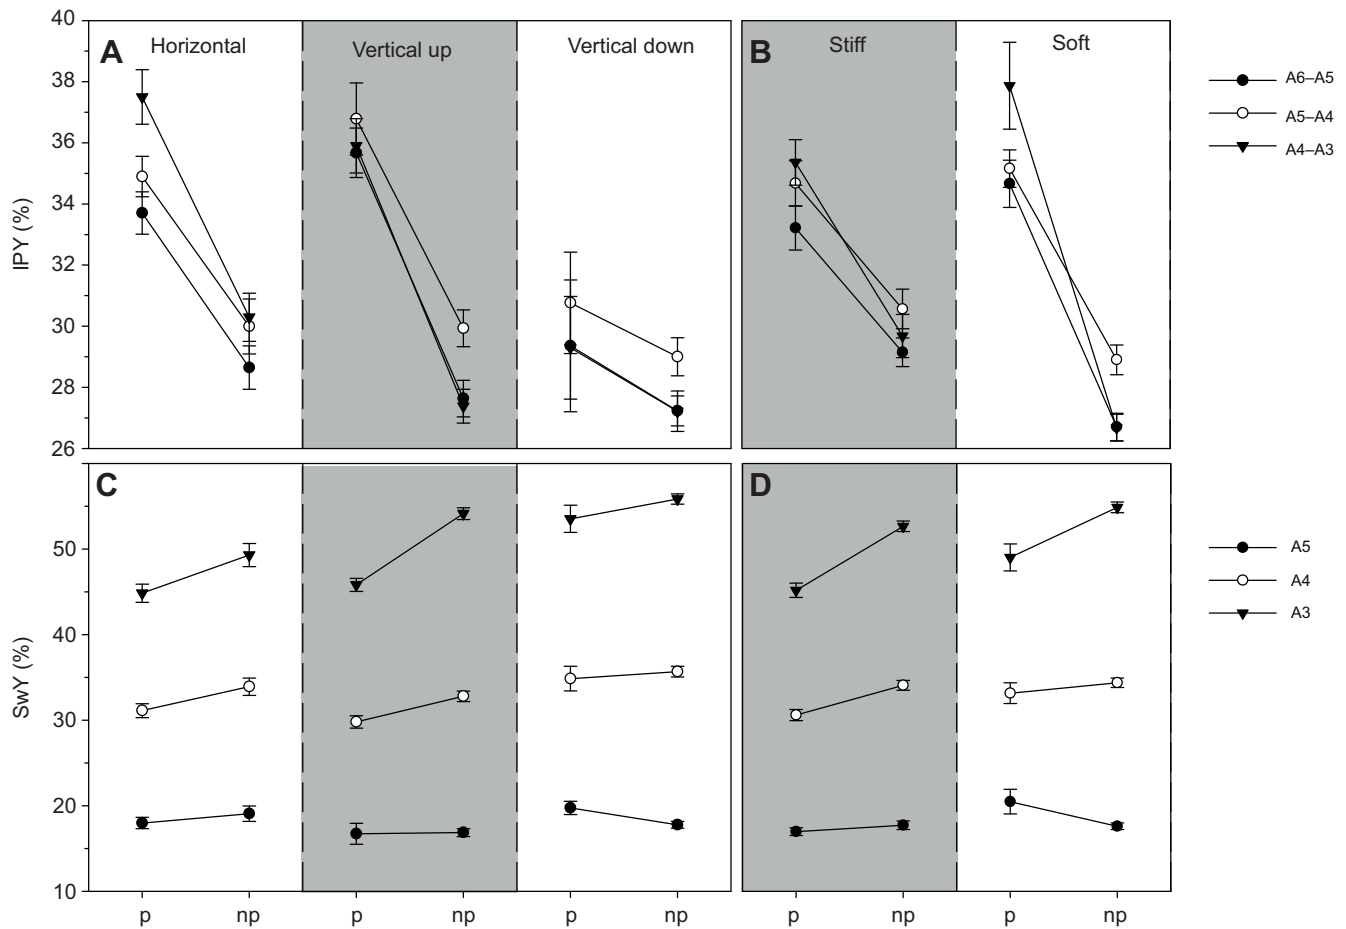 A Horizontal Vertical up Vertical down B Stiff Soft
IPY (%)
40
38
36
34
32
30
28
26
A6–A5
A5–A4
A4–A3
C D
SwY (%)
50
40
30
20
10
A5
A4
A3
p np p np p np p np p np